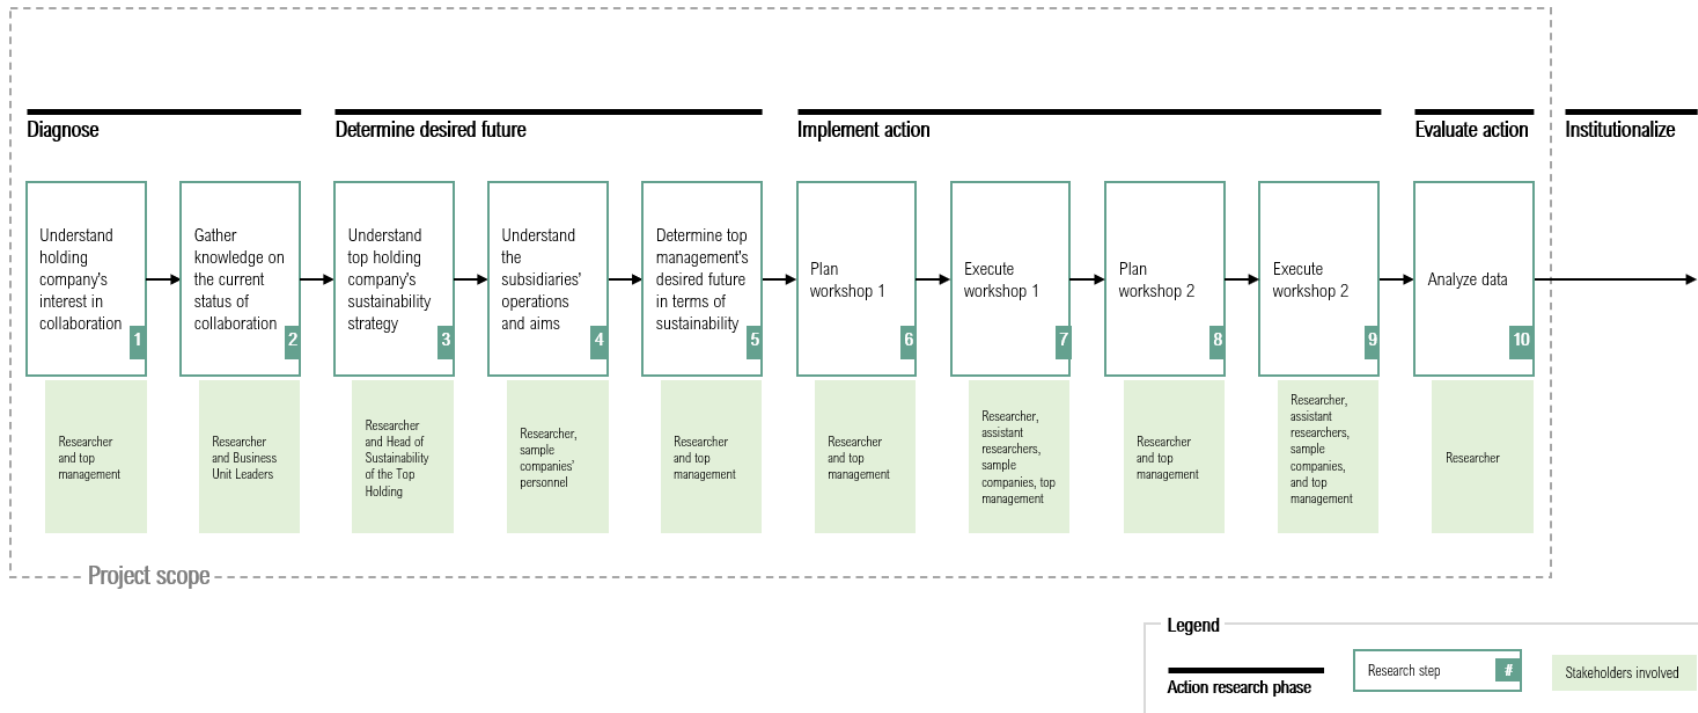 Diagnose
Determine desired future
Implement action
Evaluate action
Institutionalize
Understand
holding
company's
interest in
collaboration
1
Gather
knowledge on
the current
status of
collaboration
2
Understand
top holding
company's
sustainability
strategy
3
Understand
the
subsidiaries'
operations
and aims
4
Determine top
management's
desired future
in terms of
sustainability
5
Plan
workshop 1
6
Execute
workshop 1
7
Plan
workshop 2
8
Execute
workshop 2
9
Analyze data
10
Researcher
and top
management
Researcher
and Business
Unit Leaders
Researcher
and Head of
Sustainability
of the Top
Holding
Researcher,
sample
companies'
personnel
Researcher
and top
management
Researcher
and top
management
Researcher,
assistant
researchers,
sample
companies, top
management
Researcher
and top
management
Researcher,
assistant
researchers,
sample
companies,
and top
management
Researcher
Project scope
Legend
Action research phase
Research step
#
Stakeholders involved